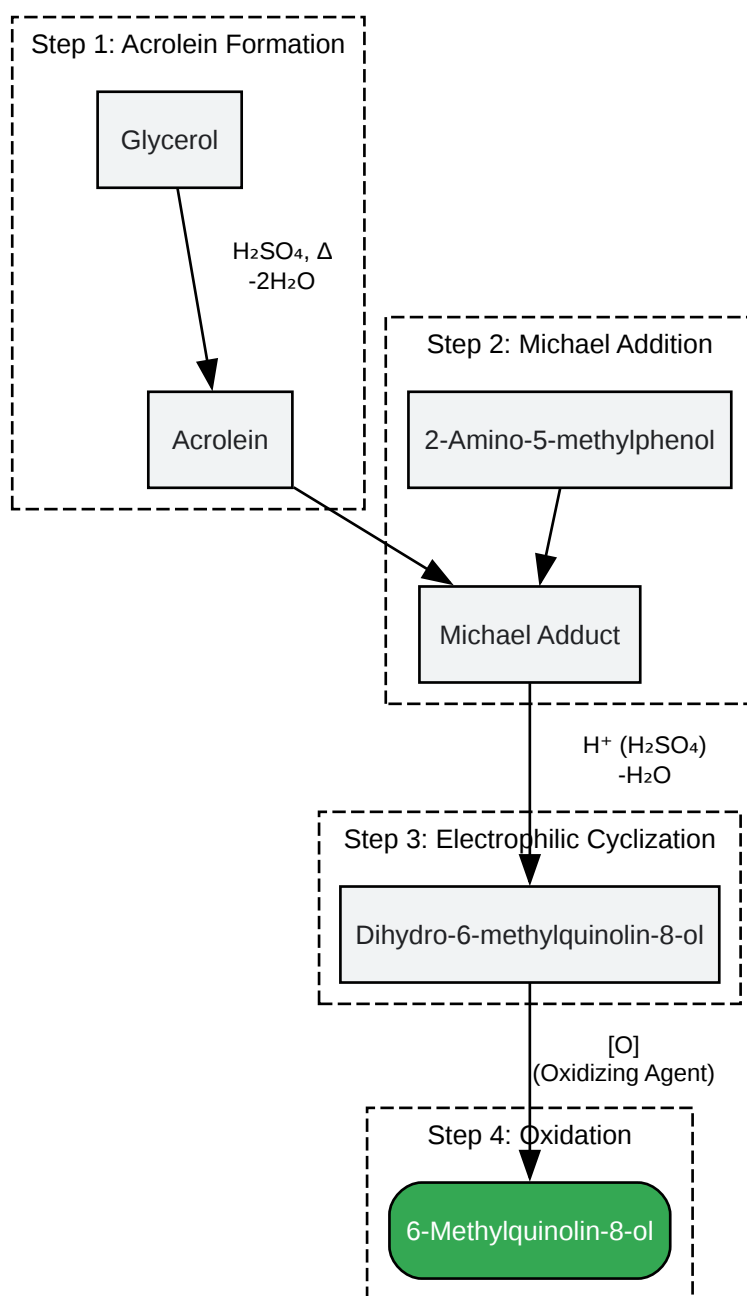 Step 1: Acrolein Formation
Glycerol
H₂SO₄, Δ
-2H₂O
Acrolein
Step 2: Michael Addition
2-Amino-5-methylphenol
Michael Adduct
H⁺ (H₂SO₄)
-H₂O
Step 3: Electrophilic Cyclization
Dihydro-6-methylquinolin-8-ol
[O]
(Oxidizing Agent)
Step 4: Oxidation
6-Methylquinolin-8-ol